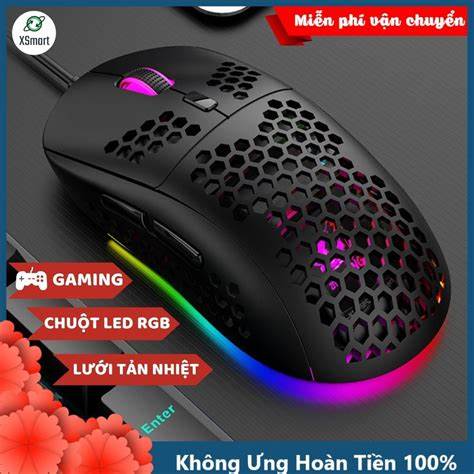 XSmart
Miễn phí vận chuyển
GAMING
CHUỘT LED RGB
LƯỚI TẢN NHIỆT
Enter
Không Ưng Hoàn Tiền 100%